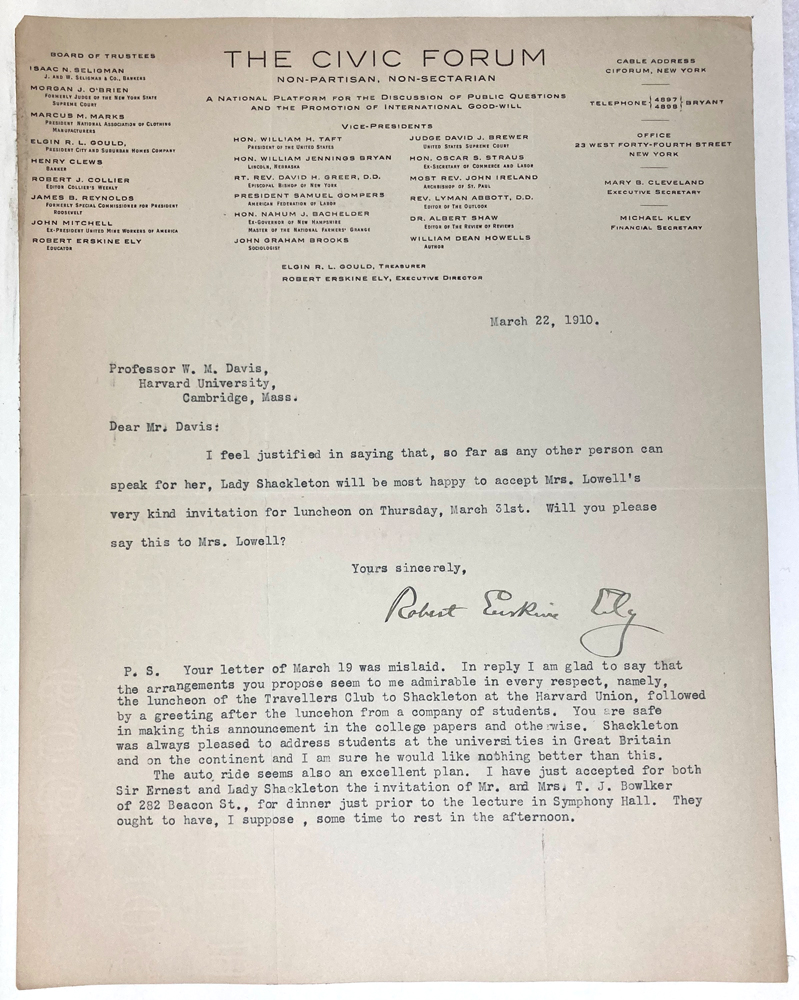 THE CIVIC FORUM
NON-PARTISAN, NON-SECTARIAN
A NATIONAL PLATFORM FOR THE DISCUSSION OF PUBLIC QUESTIONS
AND THE PROMOTION OF INTERNATIONAL GOOD-WILL
BOARD OF TRUSTEES
ISAAC N. SELIGMAN
J. AND W. SELIGMAN & CO., BANKERS
MORGAN J. O'BRIEN
FORMERLY JUDGE OF THE NEW YORK STATE
SUPREME COURT
MARCUS M. MARKS
PRESIDENT NATIONAL ASSOCIATION OF CLOTHING
MANUFACTURERS
ELGIN R. L. GOULD,
PRESIDENT CITY AND SUBURBAN HOMES COMPANY
HENRY CLEWS
BANKER
ROBERT J. COLLIER
EDITOR COLLIER'S WEEKLY
JAMES B. REYNOLDS
FORMERLY SPECIAL COMMISSIONER FOR PRESIDENT
ROOSEVELT
JOHN MITCHELL
EX-PRESIDENT UNITED MINE WORKERS OF AMERICA
ROBERT ERSKINE ELY
EDUCATOR
VICE-PRESIDENTS
HON. WILLIAM H. TAFT
PRESIDENT OF THE UNITED STATES
HON. WILLIAM JENNINGS BRYAN
LINCOLN, NEBRASKA
RT. REV. DAVID H. GREER, D.D.
EPISCOPAL BISHOP OF NEW YORK
PRESIDENT SAMUEL GOMPERS
AMERICAN FEDERATION OF LABOR
HON. NAHUM J. BACHELDER
EX-GOVERNOR OF NEW HAMPSHIRE
MASTER OF THE NATIONAL FARMERS' GRANGE
JOHN GRAHAM BROOKS
SOCIOLOGIST
JUDGE DAVID J. BREWER
UNITED STATES SUPREME COURT
HON. OSCAR S. STRAUS
EX-SECRETARY OF COMMERCE AND LABOR
MOST REV. JOHN IRELAND
ARCHBISHOP OF ST. PAUL
REV. LYMAN ABBOTT, D.D.
EDITOR OF THE OUTLOOK
DR. ALBERT SHAW
EDITOR OF THE REVIEW OF REVIEWS
WILLIAM DEAN HOWELLS
AUTHOR
ELGIN R. L. GOULD, TREASURER
ROBERT ERSKINE ELY, EXECUTIVE DIRECTOR
CABLE ADDRESS
CIFORUM, NEW YORK
TELEPHONE { 4897 4898 } BRYANT
OFFICE
23 WEST FORTY-FOURTH STREET
NEW YORK
MARY B. CLEVELAND
EXECUTIVE SECRETARY
MICHAEL KLEY
FINANCIAL SECRETARY
March 22, 1910.
Professor W. M. Davis,
Harvard University,
Cambridge, Mass.
Dear Mr. Davis:
I feel justified in saying that, so far as any other person can
speak for her, Lady Shackleton will be most happy to accept Mrs. Lowell's
very kind invitation for luncheon on Thursday, March 31st. Will you please
say this to Mrs. Lowell?
Yours sincerely,
Robert Erskine Ely
P. S. Your letter of March 19 was mislaid. In reply I am glad to say that
the arrangements you propose seem to me admirable in every respect, namely,
the luncheon of the Travellers Club to Shackleton at the Harvard Union, followed
by a greeting after the luncehon from a company of students. You are safe
in making this announcement in the college papers and otherwise. Shackleton
was always pleased to address students at the universities in Great Britain
and on the continent and I am sure he would like nothing better than this.
The auto ride seems also an excellent plan. I have just accepted for both
Sir Ernest and Lady Shackleton the invitation of Mr. and Mrs. T. J. Bowlker
of 282 Beacon St., for dinner just prior to the lecture in Symphony Hall. They
ought to have, I suppose , some time to rest in the afternoon.